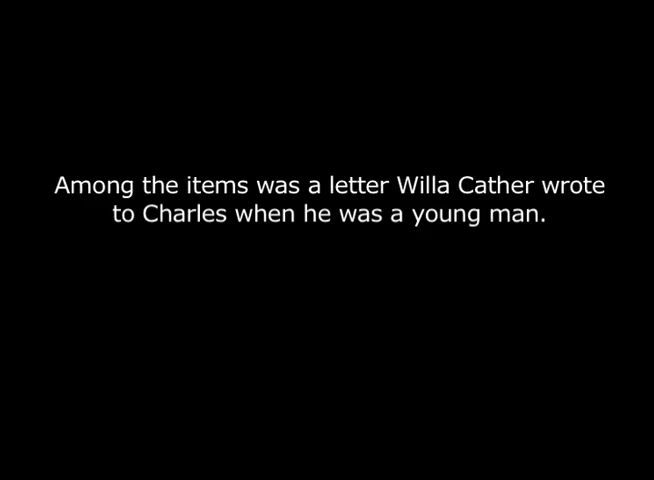 Among the items was a letter Willa Cather wrote
to Charles when he was a young man.